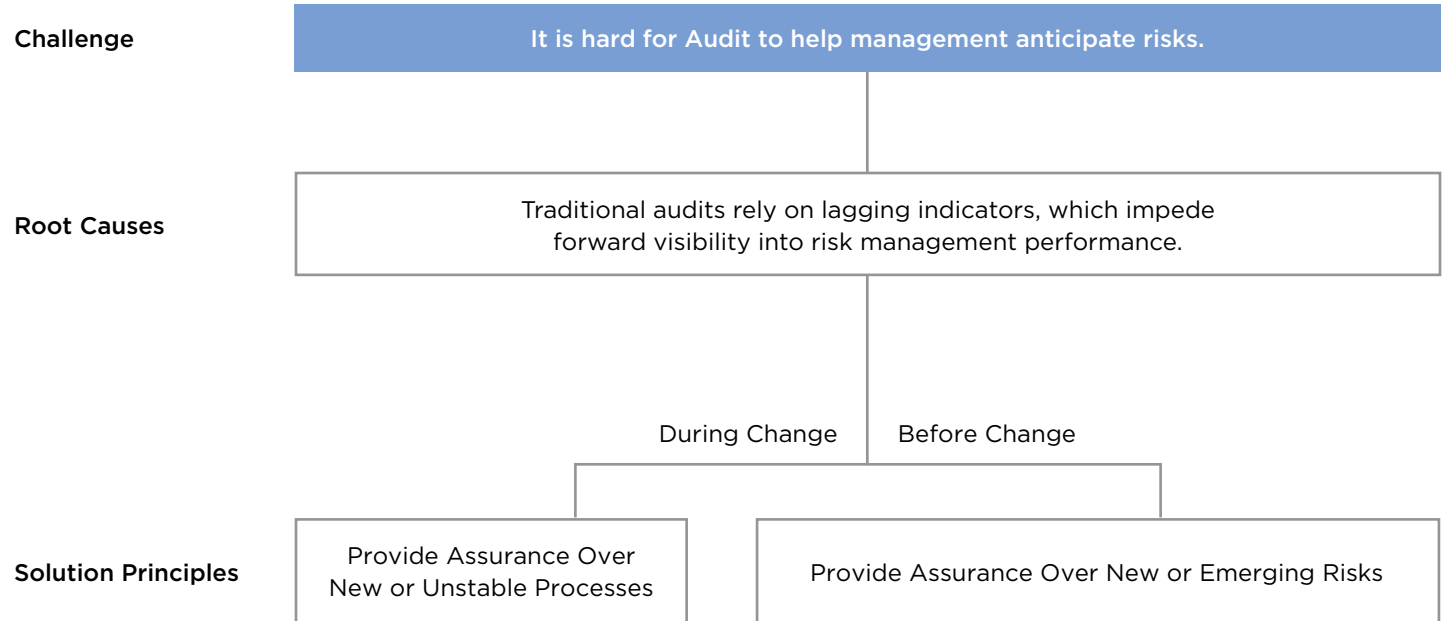 Challenge
It is hard for Audit to help management anticipate risks.
Root Causes
Traditional audits rely on lagging indicators, which impede
forward visibility into risk management performance.
During Change
Before Change
Solution Principles
Provide Assurance Over
New or Unstable Processes
Provide Assurance Over New or Emerging Risks